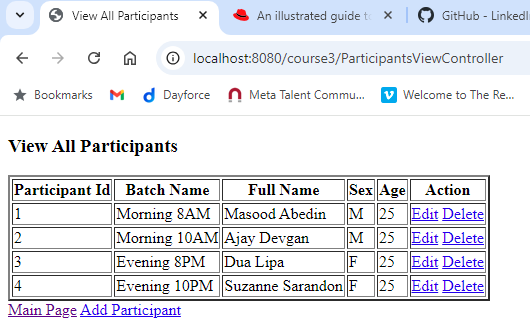 View All Participants
An illustrated guide t
GitHub - LinkedI
localhost:8080/course3/ParticipantsViewController
Bookmarks Dayforce Meta Talent Commu... Welcome to The Re...
View All Participants
Participant Id Batch Name Full Name Sex Age Action
1 Morning 8AM Masood Abedin M 25 Edit Delete
2 Morning 10AM Ajay Devgan M 25 Edit Delete
3 Evening 8PM Dua Lipa F 25 Edit Delete
4 Evening 10PM Suzanne Sarandon F 25 Edit Delete
Main Page Add Participant